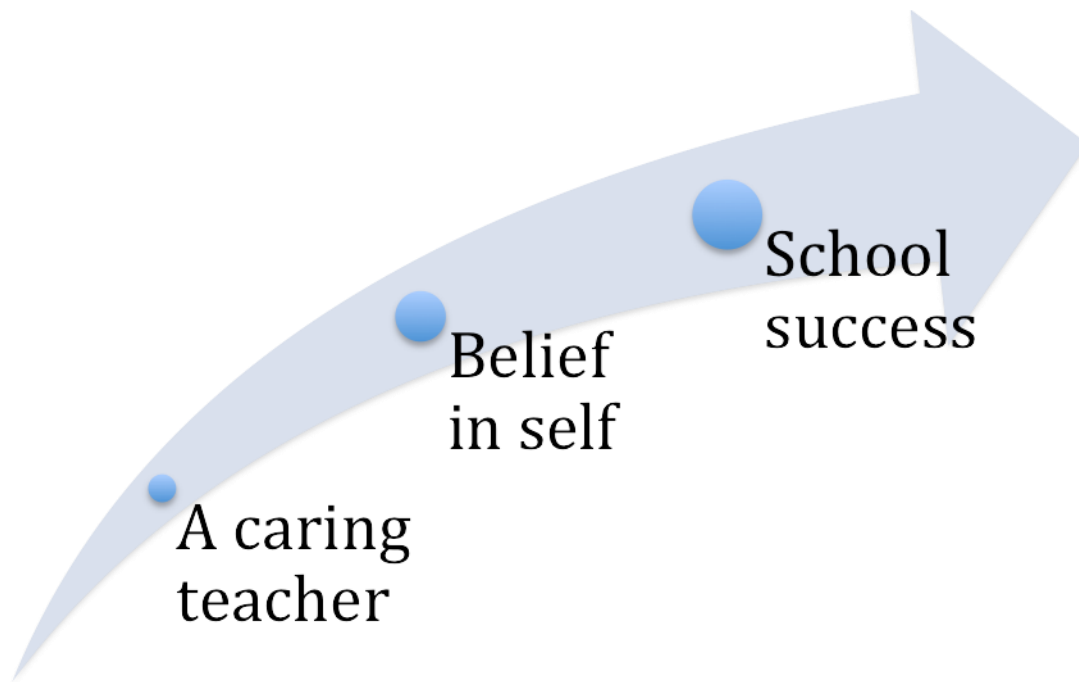 A caring
teacher
Belief
in self
School
success